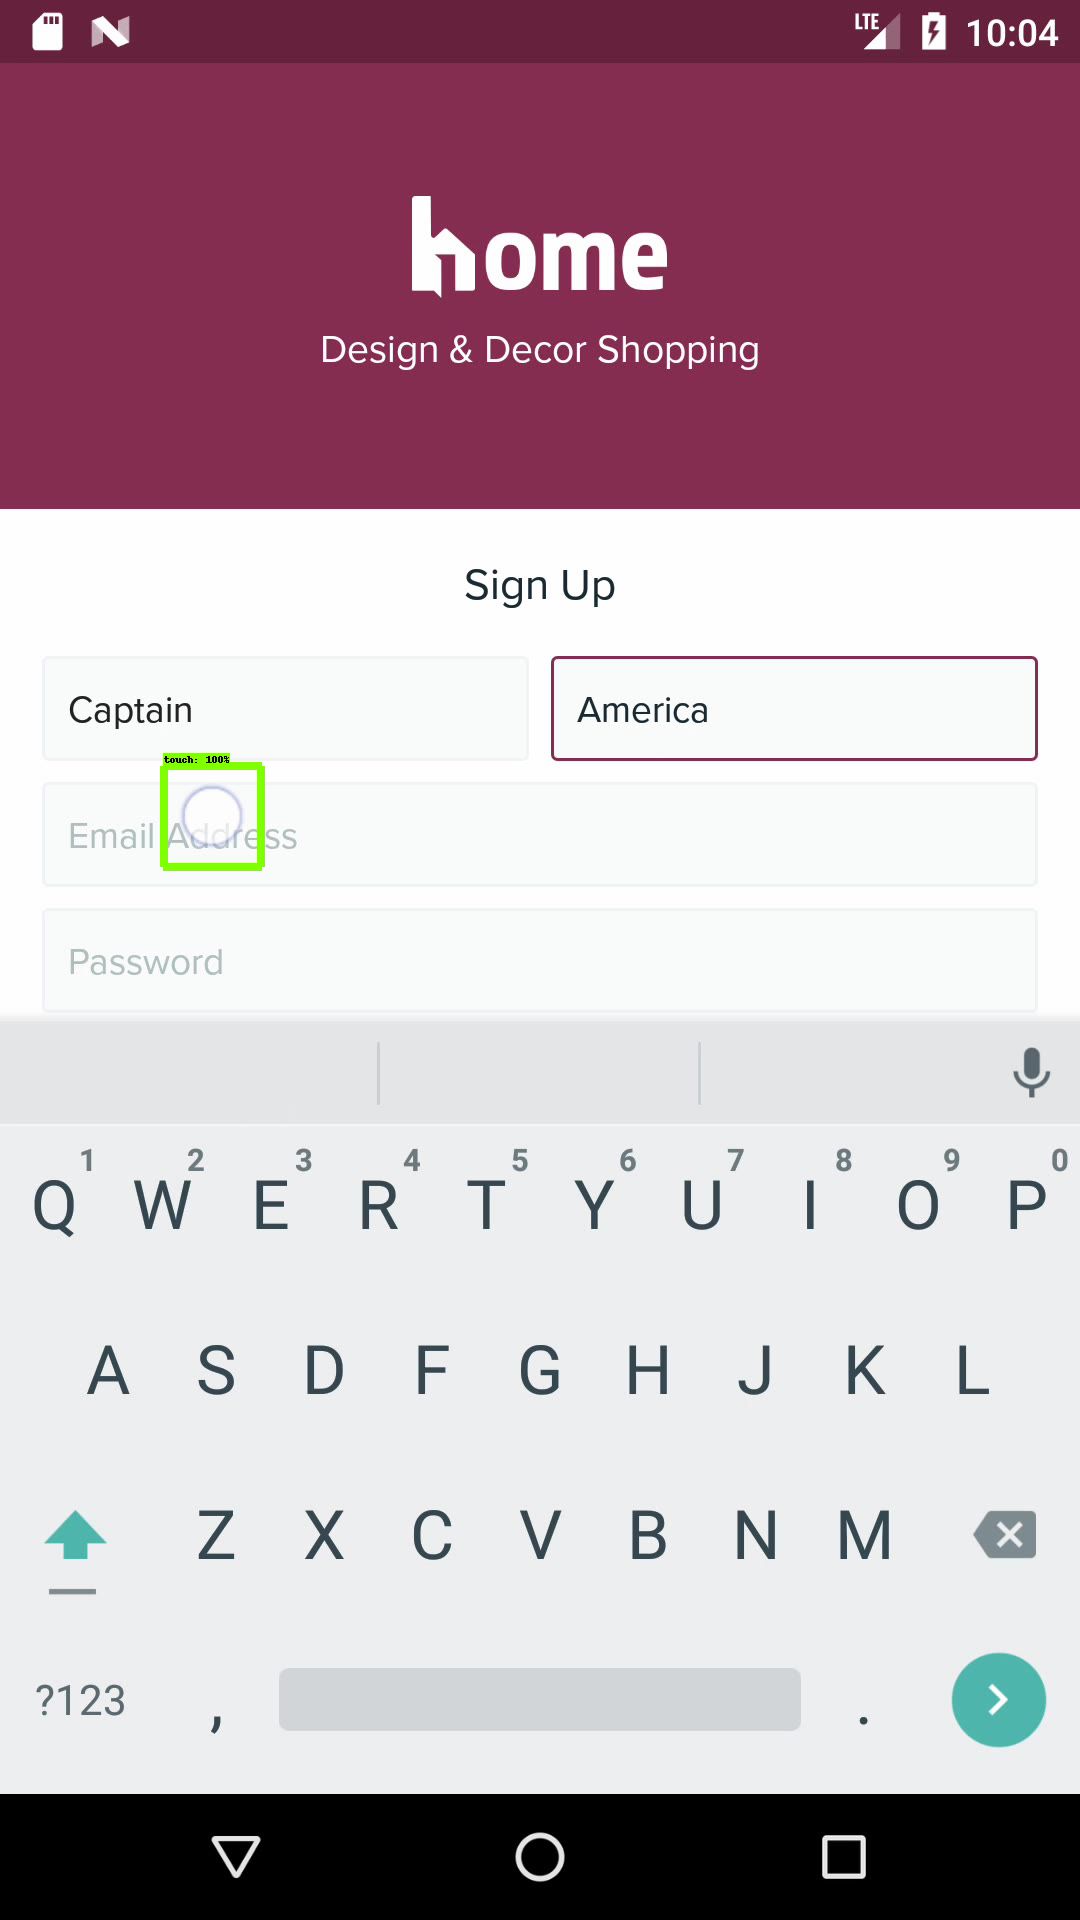 LTE 10:04
home
Design & Decor Shopping
Sign Up
Captain America
touch: 100%
Email Address
Password
1 2 3 4 5 6 7 8 9 0
Q W E R T Y U I O P
A S D F G H J K L
Z X C V B N M
?123 , .